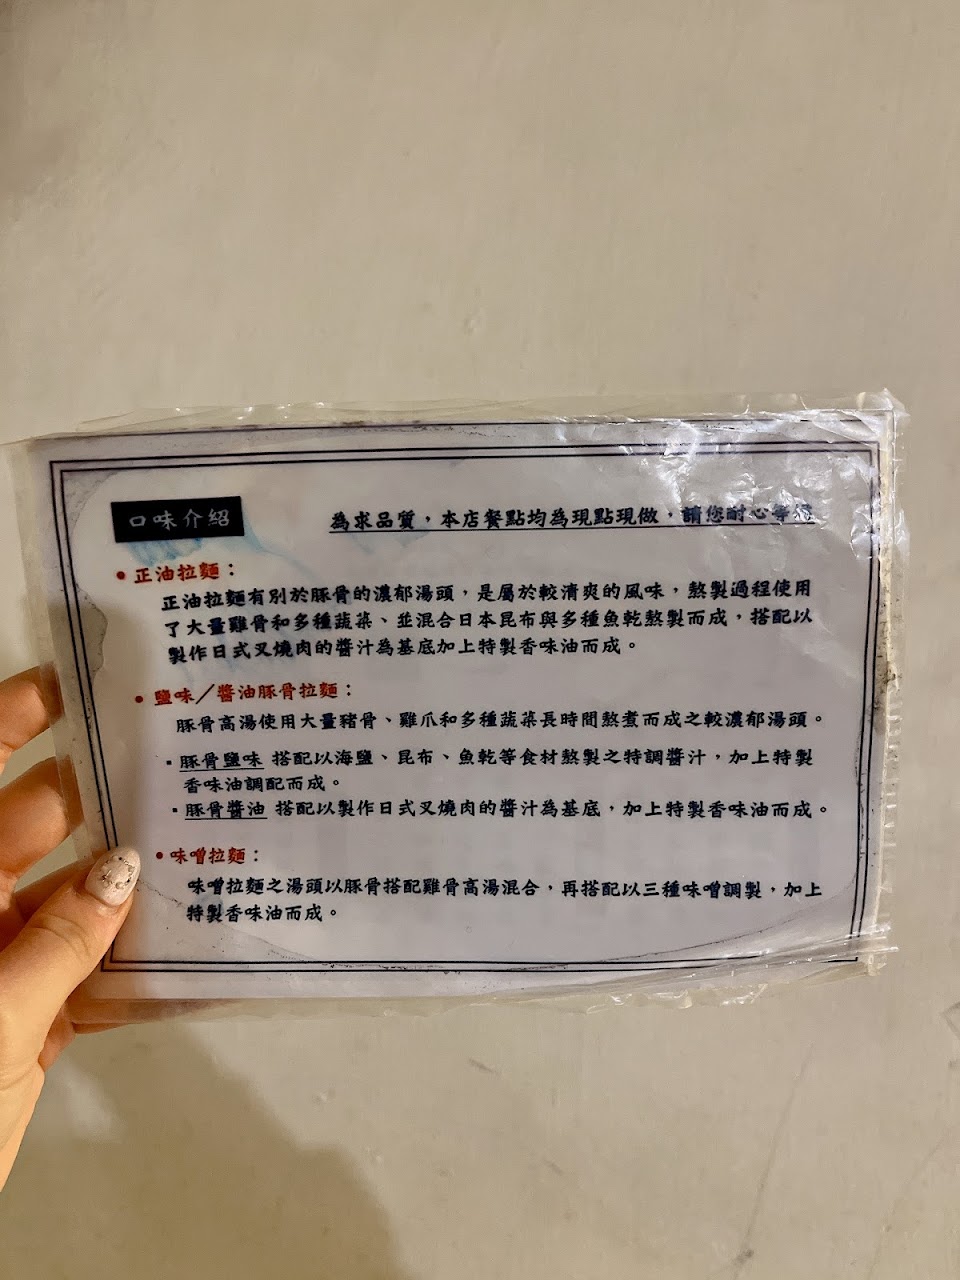 口味介紹
為求品質，本店餐點均為現點現做，請您耐心等候
•正油拉麵：
正油拉麵有別於豚骨的濃郁湯頭，是屬於較清爽的風味，熬製過程使用
了大量雞骨和多種蔬菜、並混合日本昆布與多種魚乾熬製而成，搭配以
製作日式叉燒肉的醬汁為基底加上特製香味油而成。
•鹽味／醬油豚骨拉麵：
豚骨高湯使用大量豬骨、雞爪和多種蔬菜長時間熬煮而成之較濃郁湯頭。
▪豚骨鹽味 搭配以海鹽、昆布、魚乾等食材熬製之特調醬汁，加上特製
香味油調配而成。
▪豚骨醬油 搭配以製作日式叉燒肉的醬汁為基底，加上特製香味油而成。
•味噌拉麵：
味噌拉麵之湯頭以豚骨搭配雞骨高湯混合，再搭配以三種味噌調製，加上
特製香味油而成。